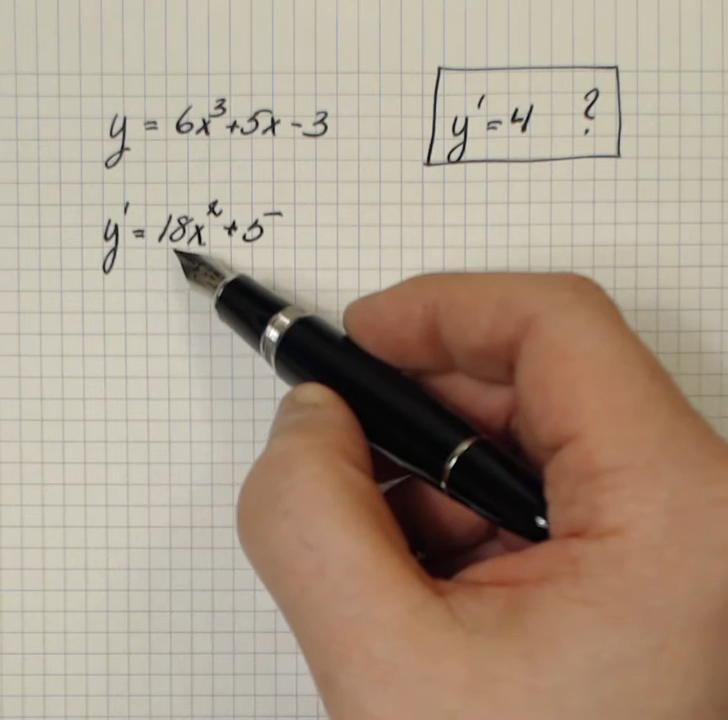 y = 6x³+5x-3
y' = 4 ?
y' = 18x²+5